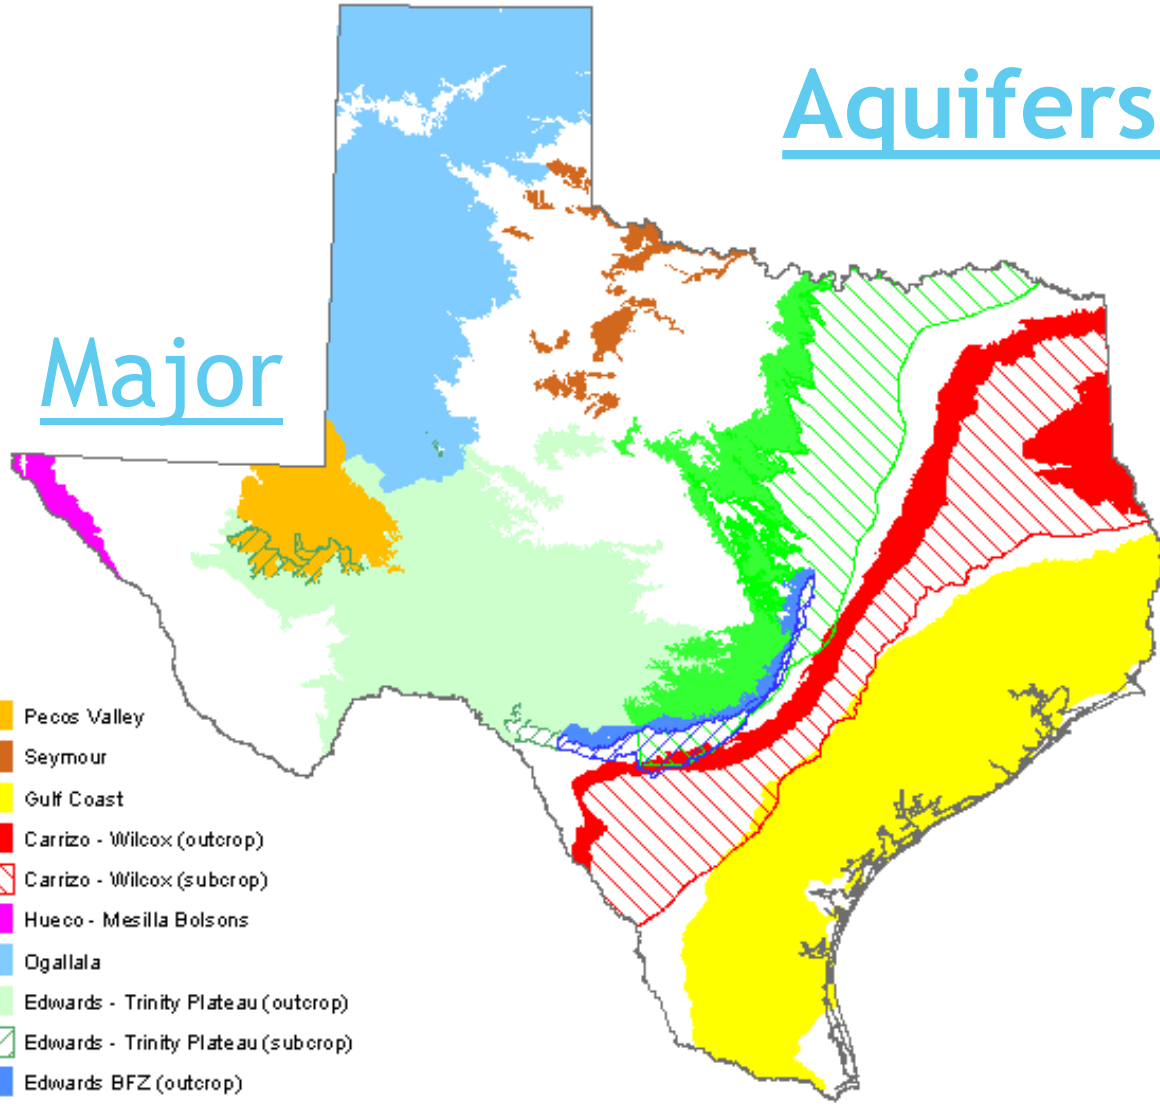 Aquifers
Major
Pecos Valley
Seymour
Gulf Coast
Carrizo - Wilcox (outcrop)
Carrizo - Wilcox (subcrop)
Hueco - Mesilla Bolsons
Ogallala
Edwards - Trinity Plateau (outcrop)
Edwards - Trinity Plateau (subcrop)
Edwards BFZ (outcrop)